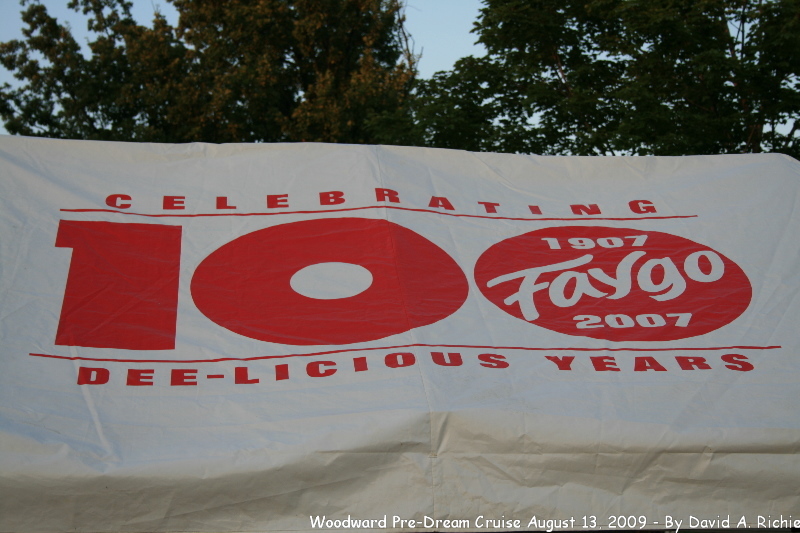 CELEBRATING
100
1907
Faygo
2007
DEE-LICIOUS YEARS
Woodward Pre-Dream Cruise August 13, 2009 - By David A. Richie